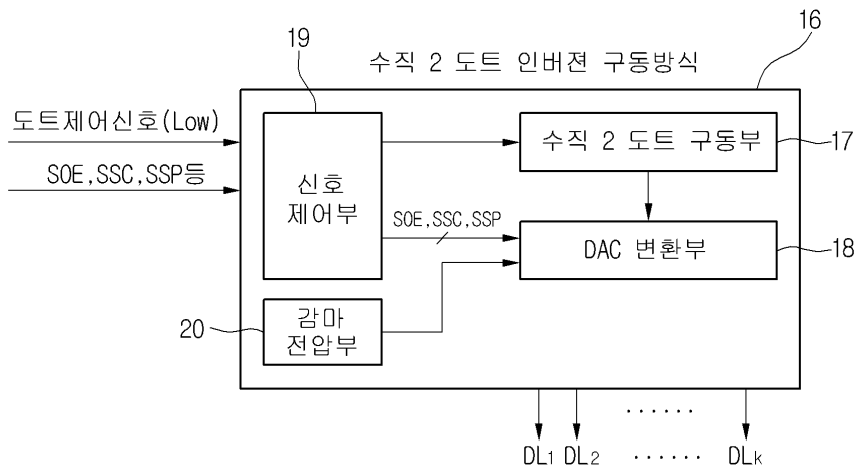 16
19
수직 2 도트 인버젼 구동방식
도트제어신호(Low)
SOE,SSC,SSP등
신호
제어부
수직 2 도트 구동부
17
SOE,SSC,SSP
DAC 변환부
18
20
감마
전압부
......
DL1 DL2 ...... DLk